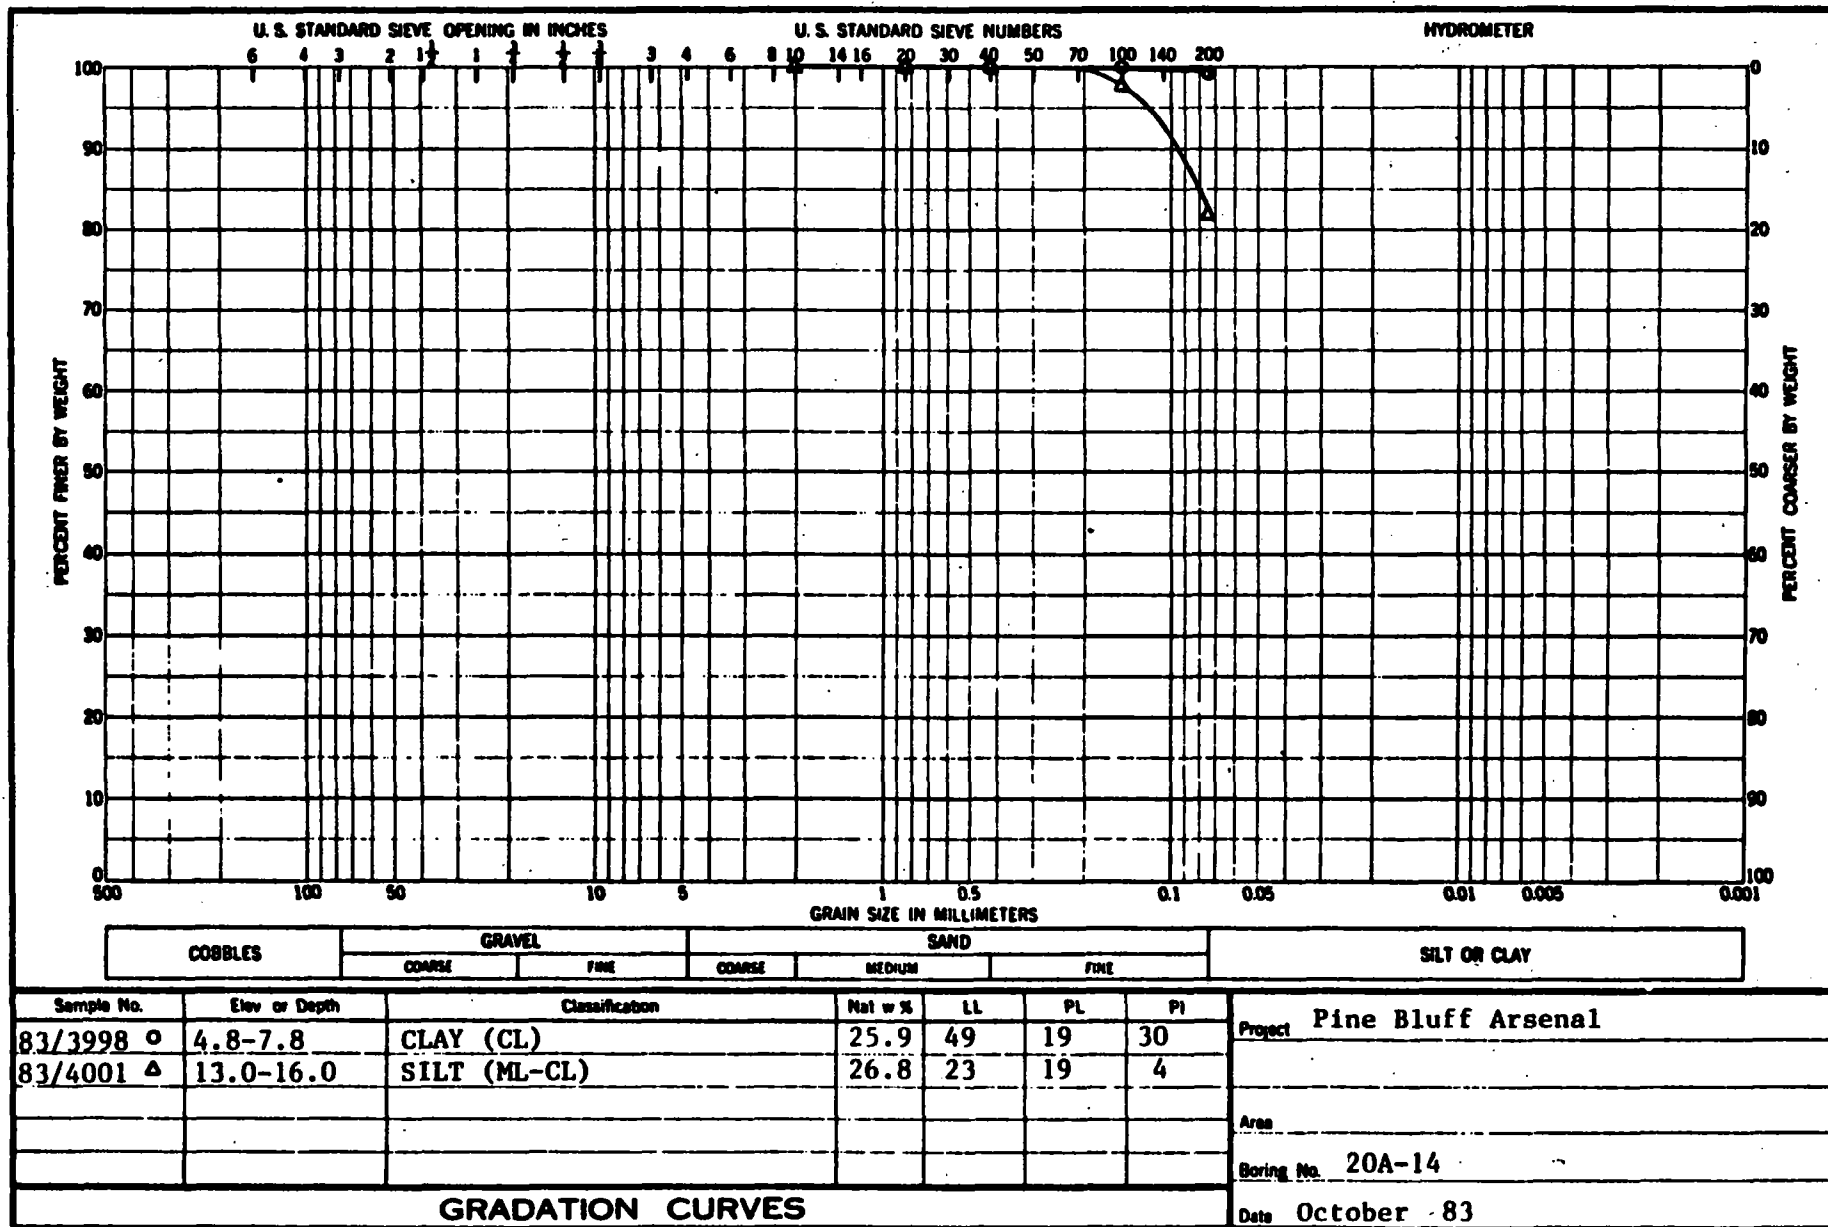 U. S. STANDARD SIEVE OPENING IN INCHES U. S. STANDARD SIEVE NUMBERS HYDROMETER
6 4 3 2 1½ 1 3 4 6 8 10 14 16 20 30 40 50 70 100 140 200
100 0
90 10
80 20
70 30
60 40
50 50
40 60
30 70
20 80
10 90
0 100
PERCENT FINER BY WEIGHT
PERCENT COARSER BY WEIGHT
500 100 50 10 5 1 0.5 0.1 0.05 0.01 0.005 0.001
GRAIN SIZE IN MILLIMETERS
COBBLES GRAVEL SAND SILT OR CLAY
COARSE FINE COARSE MEDIUM FINE
Sample No. Elev or Depth Classification Nat w % LL PL PI
83/3998 4.8-7.8 CLAY (CL) 25.9 49 19 30
83/4001 13.0-16.0 SILT (ML-CL) 26.8 23 19 4
Project Pine Bluff Arsenal
Area
Boring No. 20A-14
Date October 83
GRADATION CURVES